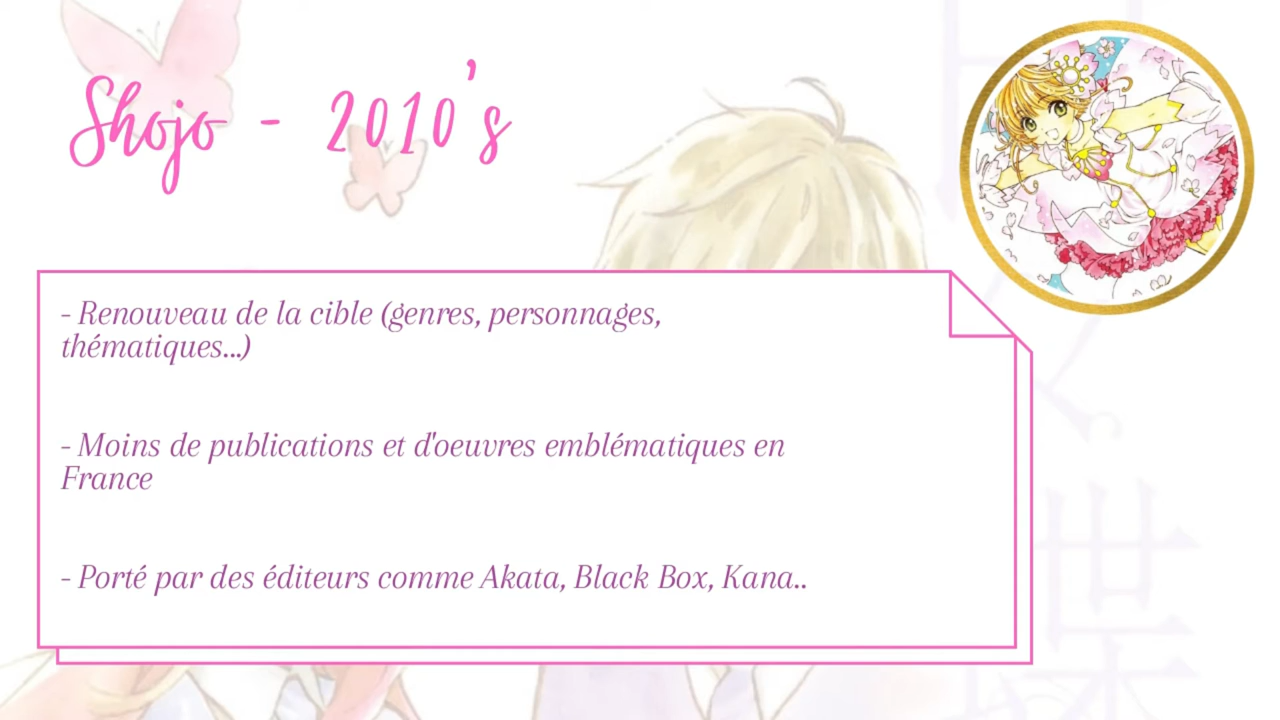 Shojo - 2010's
- Renouveau de la cible (genres, personnages,
thématiques...)
- Moins de publications et d'oeuvres emblématiques en
France
- Porté par des éditeurs comme Akata, Black Box, Kana..